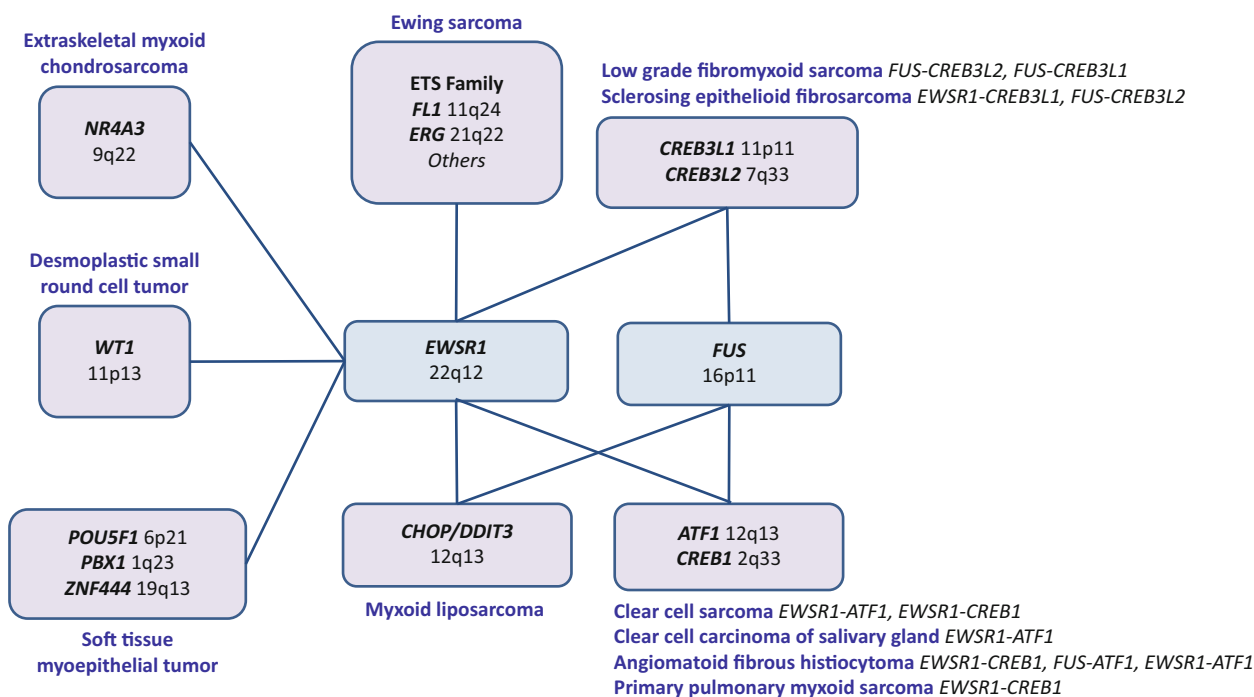 Ewing sarcoma
Extraskeletal myxoid
chondrosarcoma
NR4A3
9q22
ETS Family
FL1 11q24
ERG 21q22
Others
Low grade fibromyxoid sarcoma FUS-CREB3L2, FUS-CREB3L1
Sclerosing epithelioid fibrosarcoma EWSR1-CREB3L1, FUS-CREB3L2
CREB3L1 11p11
CREB3L2 7q33
Desmoplastic small
round cell tumor
WT1
11p13
EWSR1
22q12
FUS
16p11
POU5F1 6p21
PBX1 1q23
ZNF444 19q13
Soft tissue
myoepithelial tumor
CHOP/DDIT3
12q13
Myxoid liposarcoma
ATF1 12q13
CREB1 2q33
Clear cell sarcoma EWSR1-ATF1, EWSR1-CREB1
Clear cell carcinoma of salivary gland EWSR1-ATF1
Angiomatoid fibrous histiocytoma EWSR1-CREB1, FUS-ATF1, EWSR1-ATF1
Primary pulmonary myxoid sarcoma EWSR1-CREB1